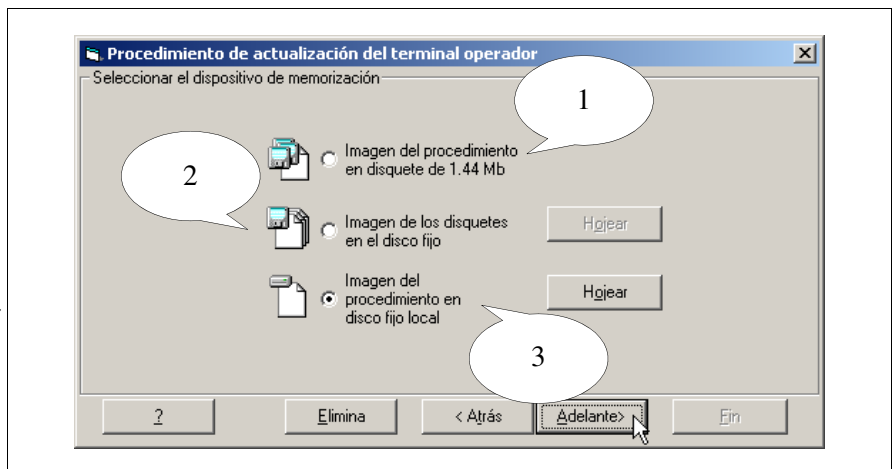 Procedimiento de actualización del terminal operador
Seleccionar el dispositivo de memorización
1
Imagen del procedimiento
en disquete de 1.44 Mb
2
Imagen de los disquetes
en el disco fijo
Hojear
Imagen del
procedimiento en
disco fijo local
Hojear
3
?
Elimina
< Atrás
Adelante>
Fin